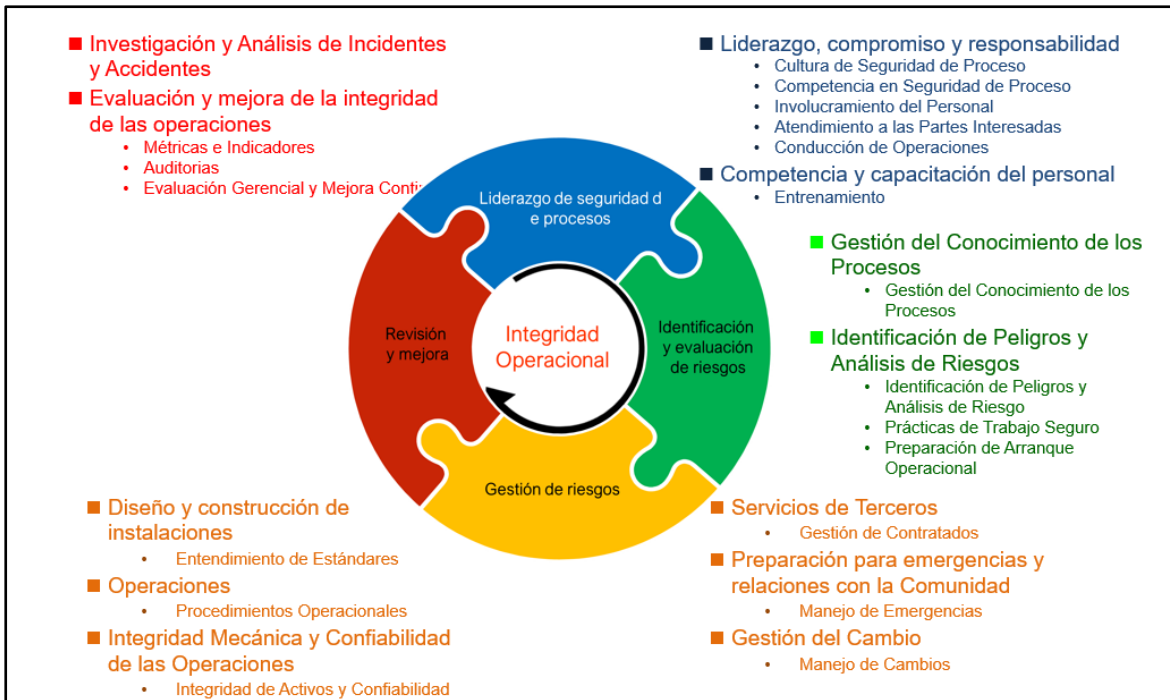 Investigación y Análisis de Incidentes
y Accidentes
Evaluación y mejora de la integridad
de las operaciones
Métricas e Indicadores
Auditorias
Evaluación Gerencial y Mejora
Liderazgo, compromiso y responsabilidad
Cultura de Seguridad de Proceso
Competencia en Seguridad de Proceso
Involucramiento del Personal
Atendimiento a las Partes Interesadas
Conducción de Operaciones
Competencia y capacitación del personal
Entrenamiento
Gestión del Conocimiento de los
Procesos
Gestión del Conocimiento de los
Procesos
Identificación de Peligros y
Análisis de Riesgos
Identificación de Peligros y
Análisis de Riesgo
Prácticas de Trabajo Seguro
Preparación de Arranque
Operacional
Liderazgo de seguridad d
e procesos
Revisión
y mejora
Integridad
Operacional
Identificación
y evaluación
de riesgos
Gestión de riesgos
Diseño y construcción de
instalaciones
Entendimiento de Estándares
Operaciones
Procedimientos Operacionales
Integridad Mecánica y Confiabilidad
de las Operaciones
Integridad de Activos y Confiabilidad
Servicios de Terceros
Gestión de Contratados
Preparación para emergencias y
relaciones con la Comunidad
Manejo de Emergencias
Gestión del Cambio
Manejo de Cambios